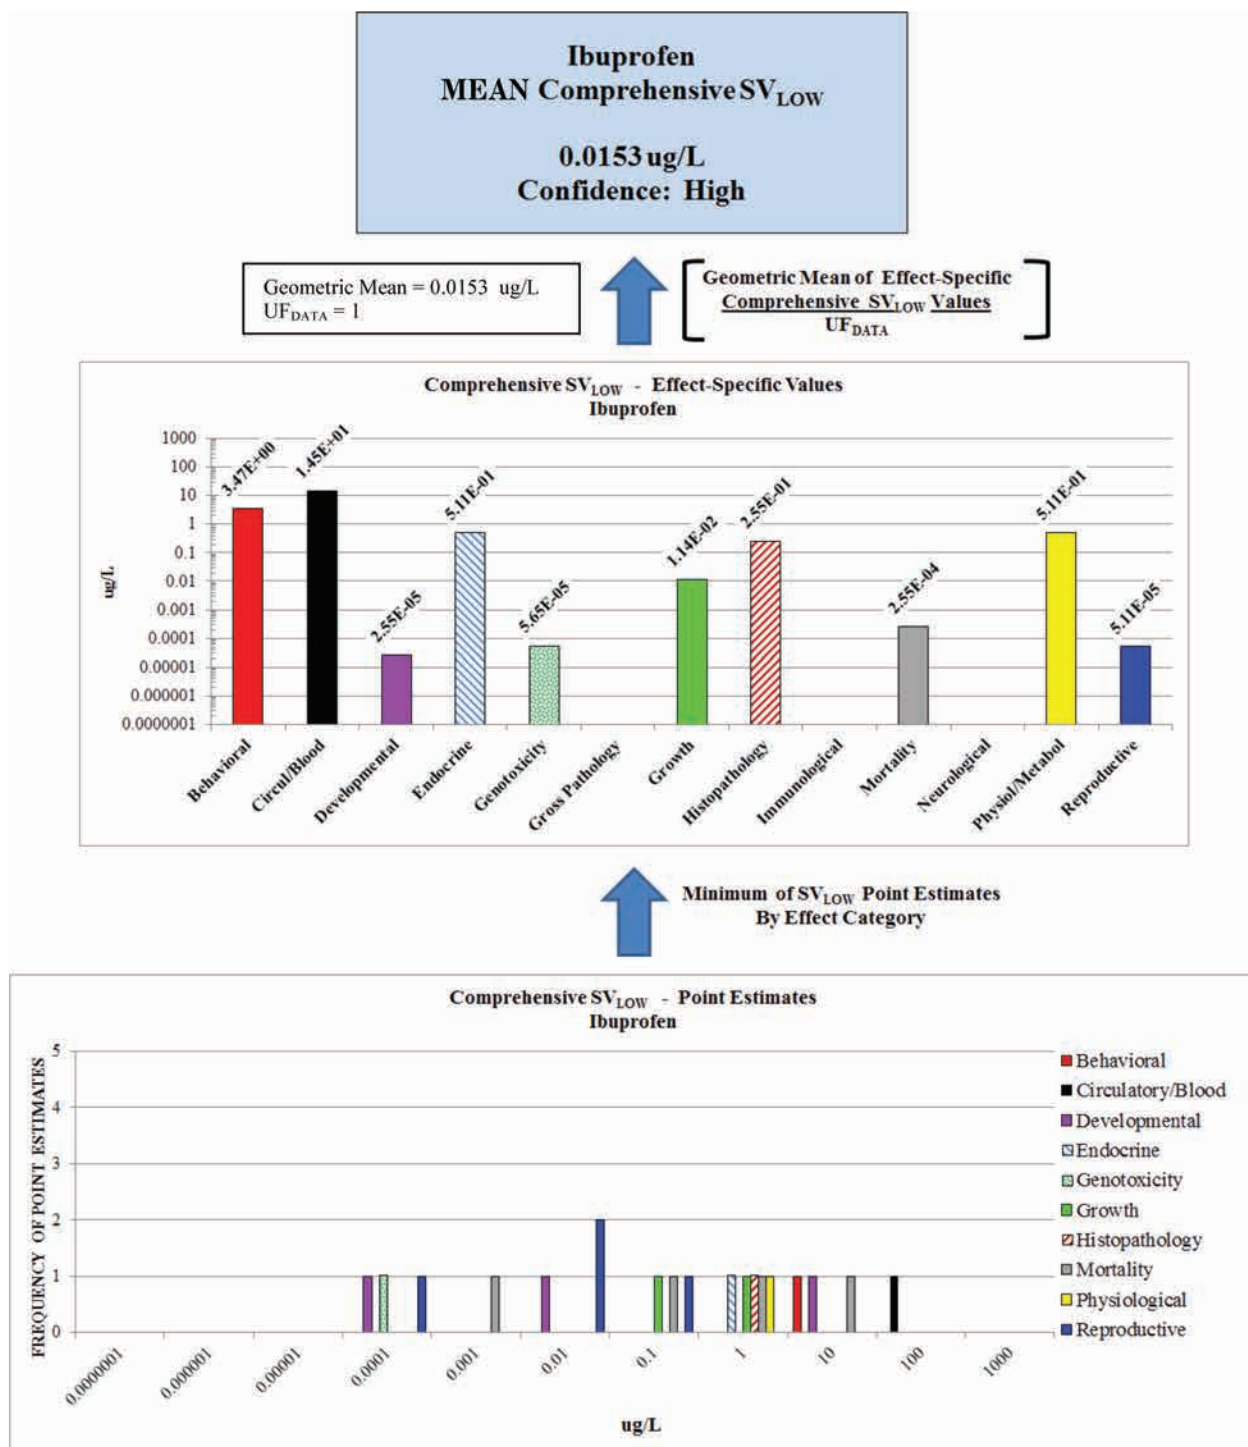 Ibuprofen
MEAN Comprehensive SVLOW
0.0153 ug/L
Confidence: High
Geometric Mean = 0.0153 ug/L
UFDATA = 1
Geometric Mean of Effect-Specific
Comprehensive SVLOW Values
UFDATA
Comprehensive SVLOW - Effect-Specific Values
Ibuprofen
ug/L
1000
100
10
1
0.1
0.01
0.001
0.0001
0.00001
0.000001
0.0000001
3.47E+00
1.45E+01
2.55E-05
5.11E-01
5.65E-05
1.14E-02
2.55E-01
2.55E-04
5.11E-01
5.11E-05
Behavioral
Circul/Blood
Developmental
Endocrine
Genotoxicity
Gross Pathology
Growth
Histopathology
Immunological
Mortality
Neurological
Physiol/Metabol
Reproductive
Minimum of SVLOW Point Estimates
By Effect Category
Comprehensive SVLOW - Point Estimates
Ibuprofen
FREQUENCY OF POINT ESTIMATES
5
4
3
2
1
0
0.0000001
0.000001
0.00001
0.0001
0.001
0.01
0.1
1
10
100
1000
ug/L
Behavioral
Circulatory/Blood
Developmental
Endocrine
Genotoxicity
Growth
Histopathology
Mortality
Physiological
Reproductive